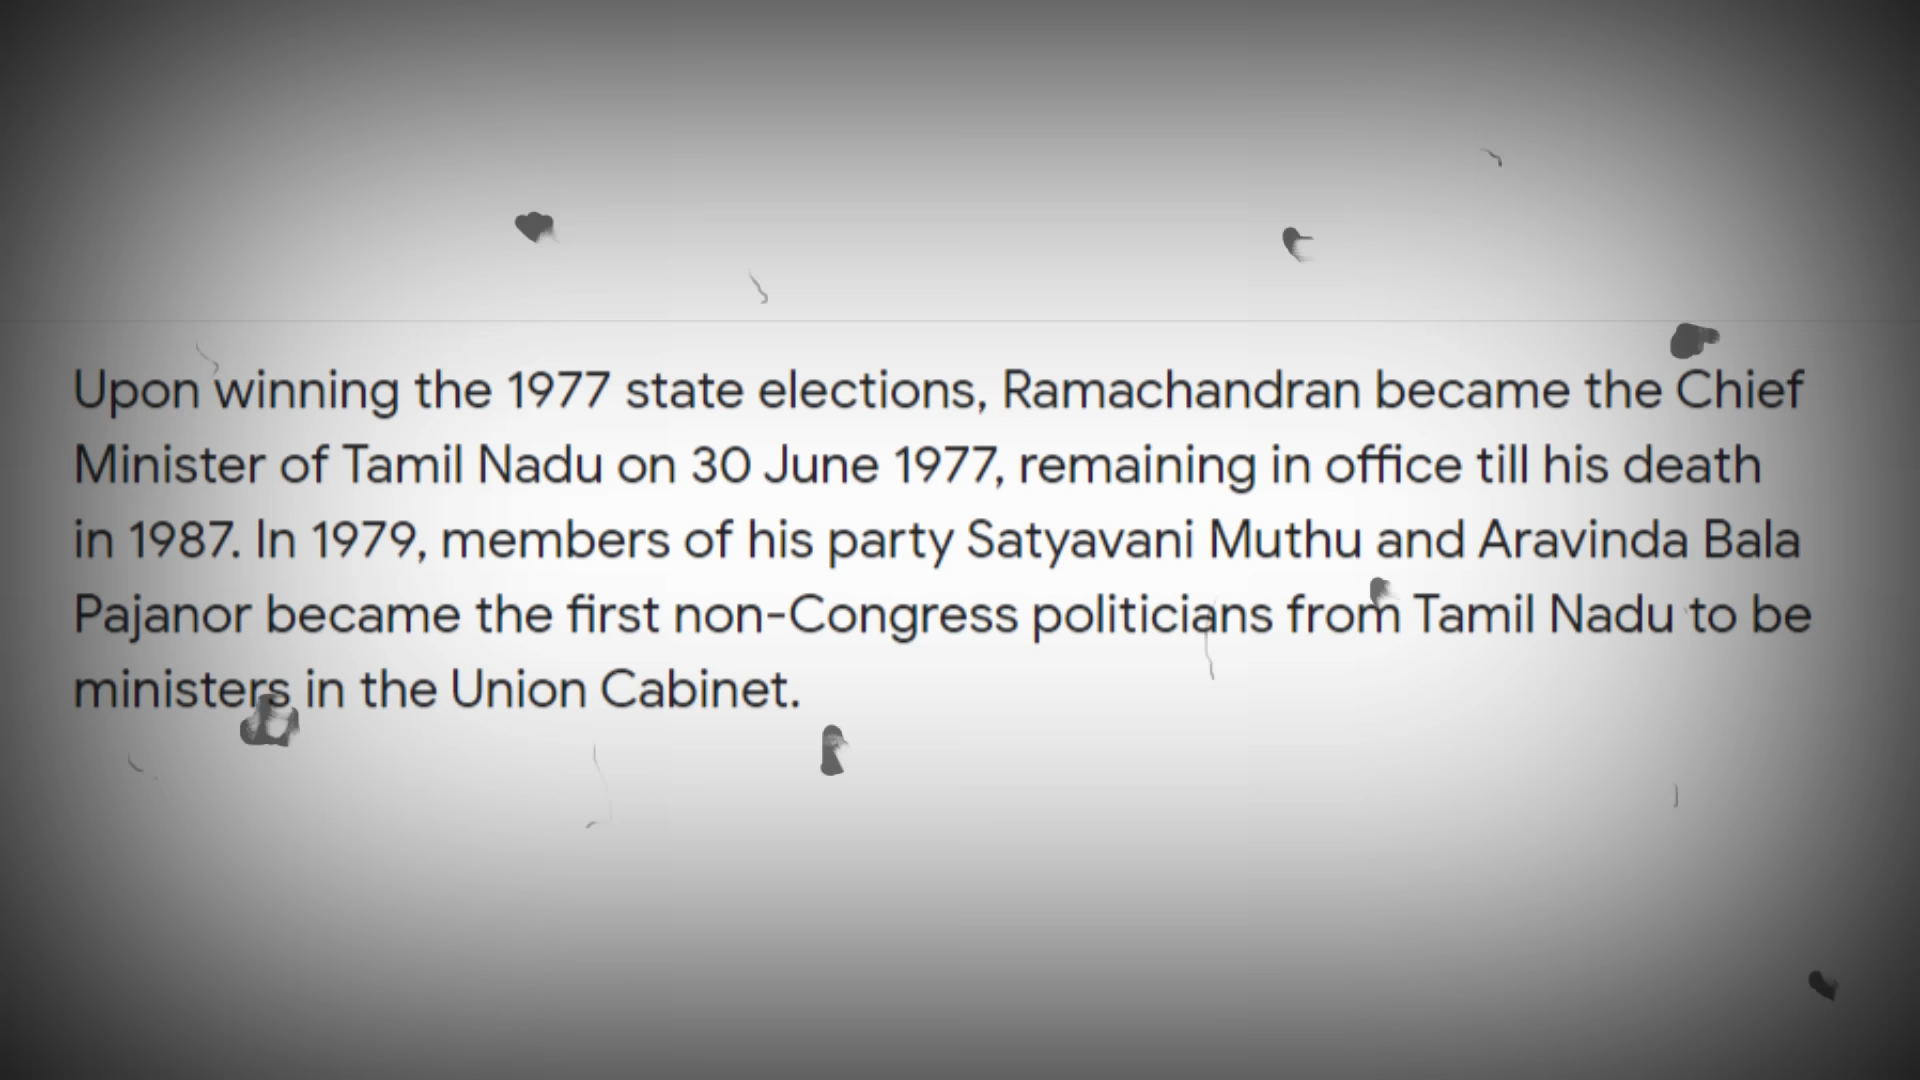 Upon winning the 1977 state elections, Ramachandran became the Chief
Minister of Tamil Nadu on 30 June 1977, remaining in office till his death
in 1987. In 1979, members of his party Satyavani Muthu and Aravinda Bala
Pajanor became the first non-Congress politicians from Tamil Nadu to be
ministers in the Union Cabinet.